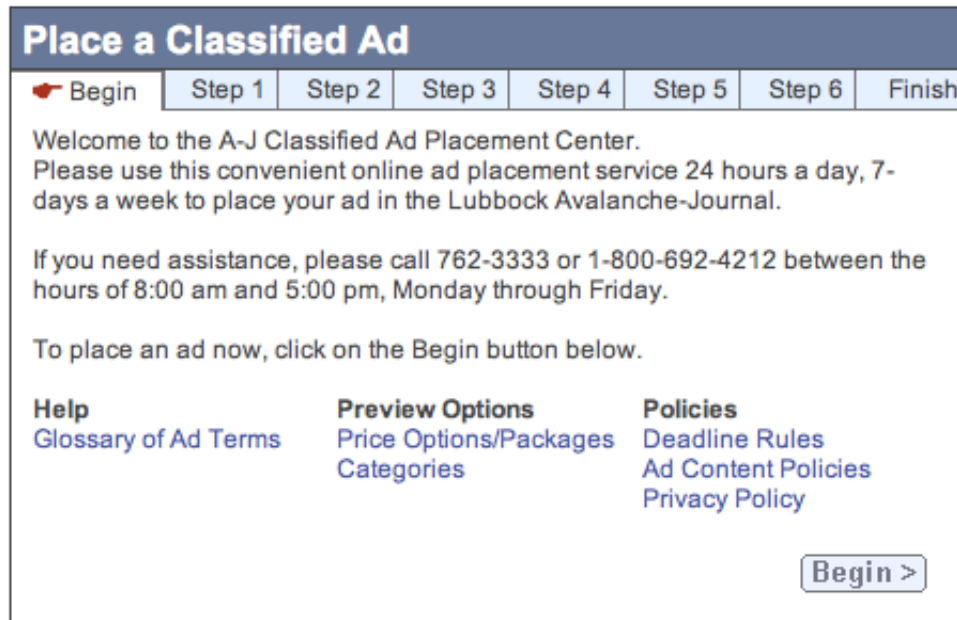 Place a Classified Ad
Begin Step 1 Step 2 Step 3 Step 4 Step 5 Step 6 Finish
Welcome to the A-J Classified Ad Placement Center.
Please use this convenient online ad placement service 24 hours a day, 7-
days a week to place your ad in the Lubbock Avalanche-Journal.
If you need assistance, please call 762-3333 or 1-800-692-4212 between the
hours of 8:00 am and 5:00 pm, Monday through Friday.
To place an ad now, click on the Begin button below.
Help Preview Options Policies
Glossary of Ad Terms Price Options/Packages Deadline Rules
Categories Ad Content Policies
Privacy Policy
Begin >